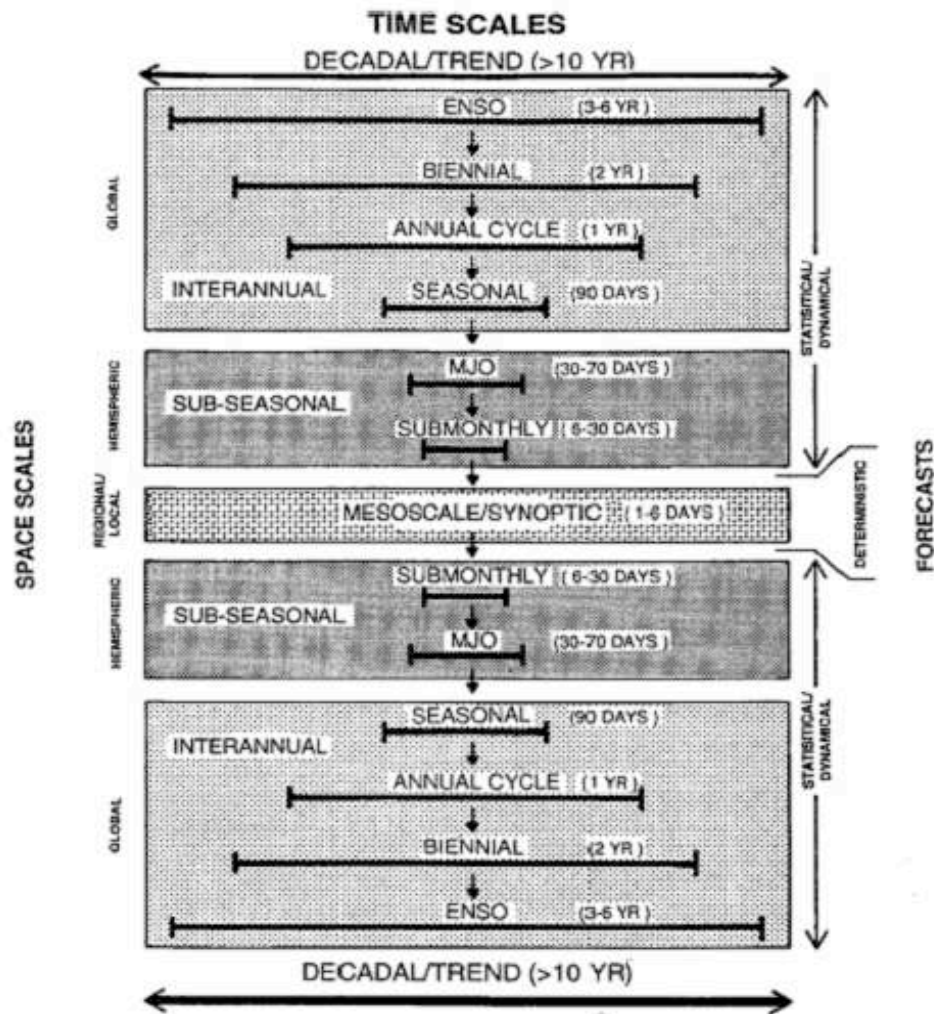 TIME SCALES
DECADAL/TREND (>10 YR)
ENSO (3-6 YR)
BIENNIAL (2 YR)
ANNUAL CYCLE (1 YR)
INTERANNUAL
SEASONAL (90 DAYS)
GLOBAL
STATISITICAL/
DYNAMICAL
MJO (30-70 DAYS)
SUB-SEASONAL
SUBMONTHLY (6-30 DAYS)
HEMISPHERIC
MESOSCALE/SYNOPTIC (1-6 DAYS)
REGIONAL/
LOCAL
DETERMINISTIC
SPACE SCALES
FORECASTS
SUBMONTHLY (6-30 DAYS)
SUB-SEASONAL
MJO (30-70 DAYS)
HEMISPHERIC
SEASONAL (90 DAYS)
INTERANNUAL
ANNUAL CYCLE (1 YR)
BIENNIAL (2 YR)
ENSO (3-6 YR)
GLOBAL
STATISITICAL/
DYNAMICAL
DECADAL/TREND (>10 YR)